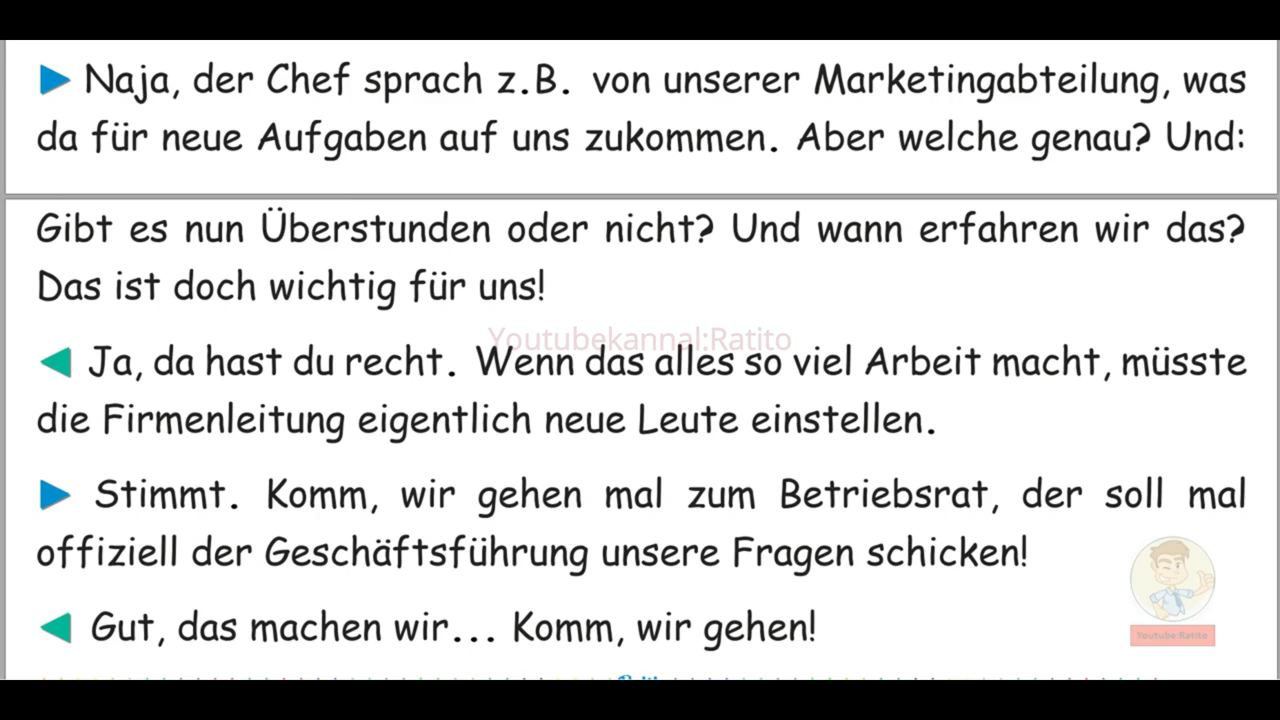 Naja, der Chef sprach z.B. von unserer Marketingabteilung, was
da für neue Aufgaben auf uns zukommen. Aber welche genau? Und:
Gibt es nun Überstunden oder nicht? Und wann erfahren wir das?
Das ist doch wichtig für uns!
Youtubekannal:Ratito
Ja, da hast du recht. Wenn das alles so viel Arbeit macht, müsste
die Firmenleitung eigentlich neue Leute einstellen.
Stimmt. Komm, wir gehen mal zum Betriebsrat, der soll mal
offiziell der Geschäftsführung unsere Fragen schicken!
Gut, das machen wir... Komm, wir gehen!
Youtube:Ratito